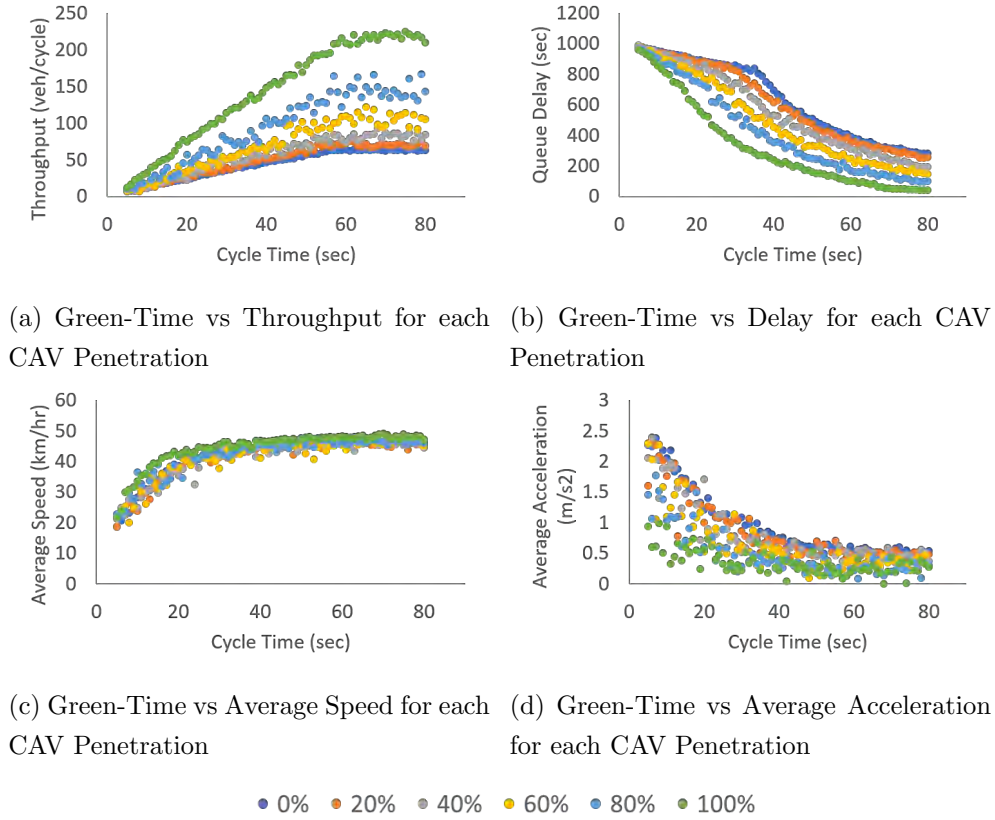 250
200
150
100
50
0
Throughput (veh/cycle)
0 20 40 60 80
Cycle Time (sec)
1200
1000
800
600
400
200
0
Queue Delay (sec)
0 20 40 60 80
Cycle Time (sec)
(a) Green-Time vs Throughput for each
CAV Penetration
(b) Green-Time vs Delay for each CAV
Penetration
60
50
40
30
20
10
0
Average Speed (km/hr)
0 20 40 60 80
Cycle Time (sec)
3
2.5
2
1.5
1
0.5
0
Average Acceleration
(m/s2)
0 20 40 60 80
Cycle Time (sec)
(c) Green-Time vs Average Speed for each
CAV Penetration
(d) Green-Time vs Average Acceleration
for each CAV Penetration
0% 20% 40% 60% 80% 100%